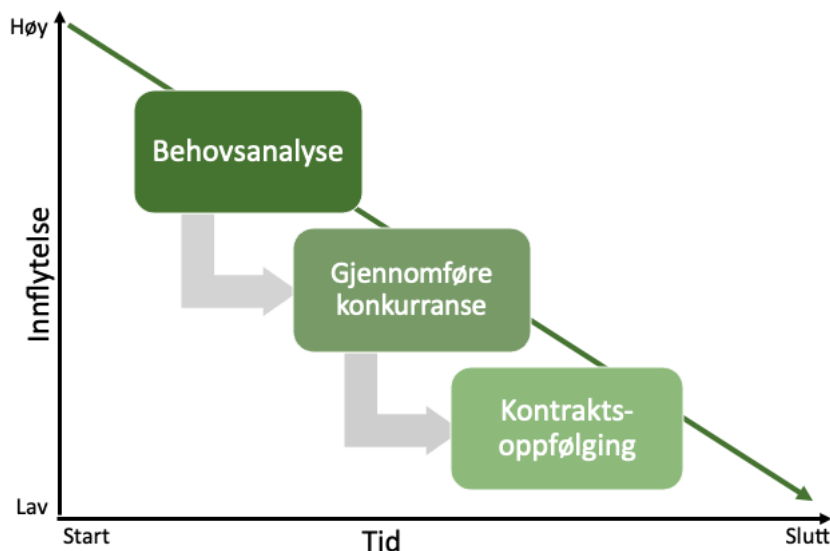 Høy
Behovsanalyse
Innflytelse
Gjennomføre
konkurranse
Kontrakts-
oppfølging
Lav
Start
Tid
Slutt